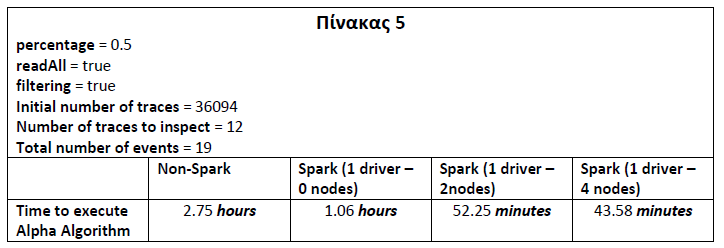 Πίνακας 5
percentage = 0.5
readAll = true
filtering = true
Initial number of traces = 36094
Number of traces to inspect = 12
Total number of events = 19
Non-Spark
Spark (1 driver –
0 nodes)
Spark (1 driver –
2nodes)
Spark (1 driver –
4 nodes)
Time to execute
Alpha Algorithm
2.75 hours
1.06 hours
52.25 minutes
43.58 minutes